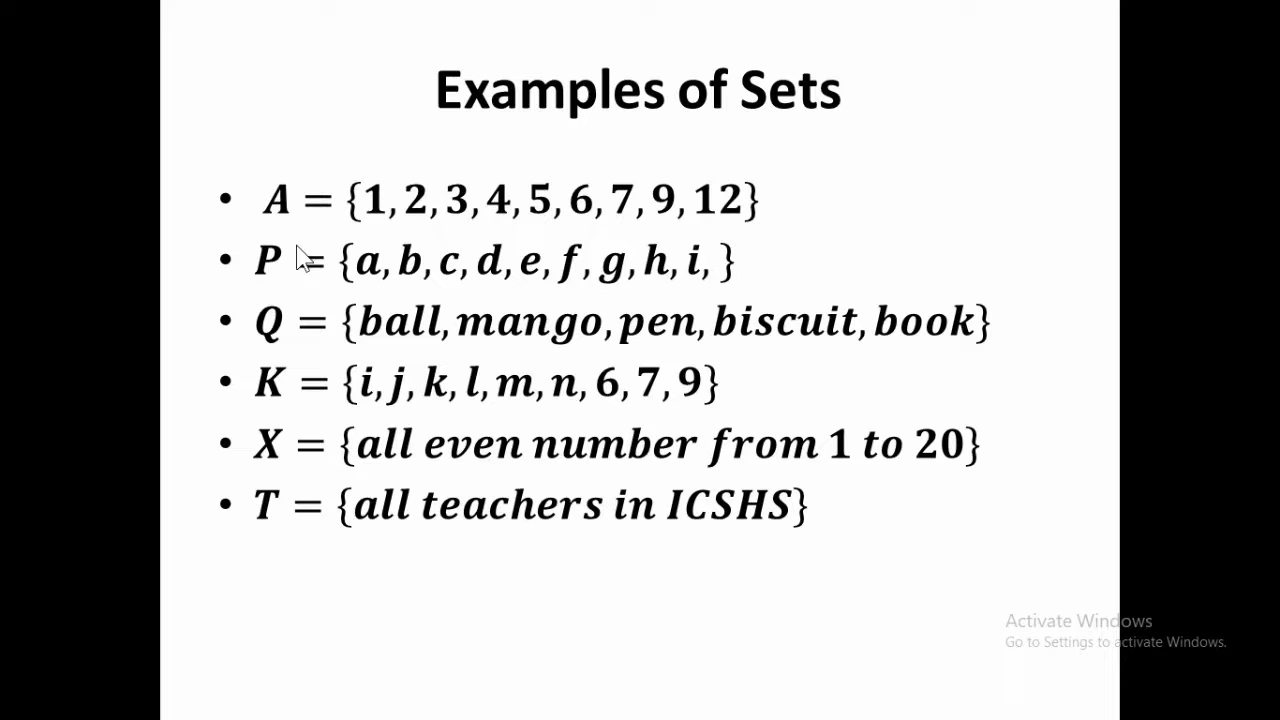 Examples of Sets
• A = {1, 2, 3, 4, 5, 6, 7, 9, 12}
• P = {a, b, c, d, e, f, g, h, i, }
• Q = {ball, mango, pen, biscuit, book}
• K = {i, j, k, l, m, n, 6, 7, 9}
• X = {all even number from 1 to 20}
• T = {all teachers in ICSHS}
Activate Windows
Go to Settings to activate Windows.